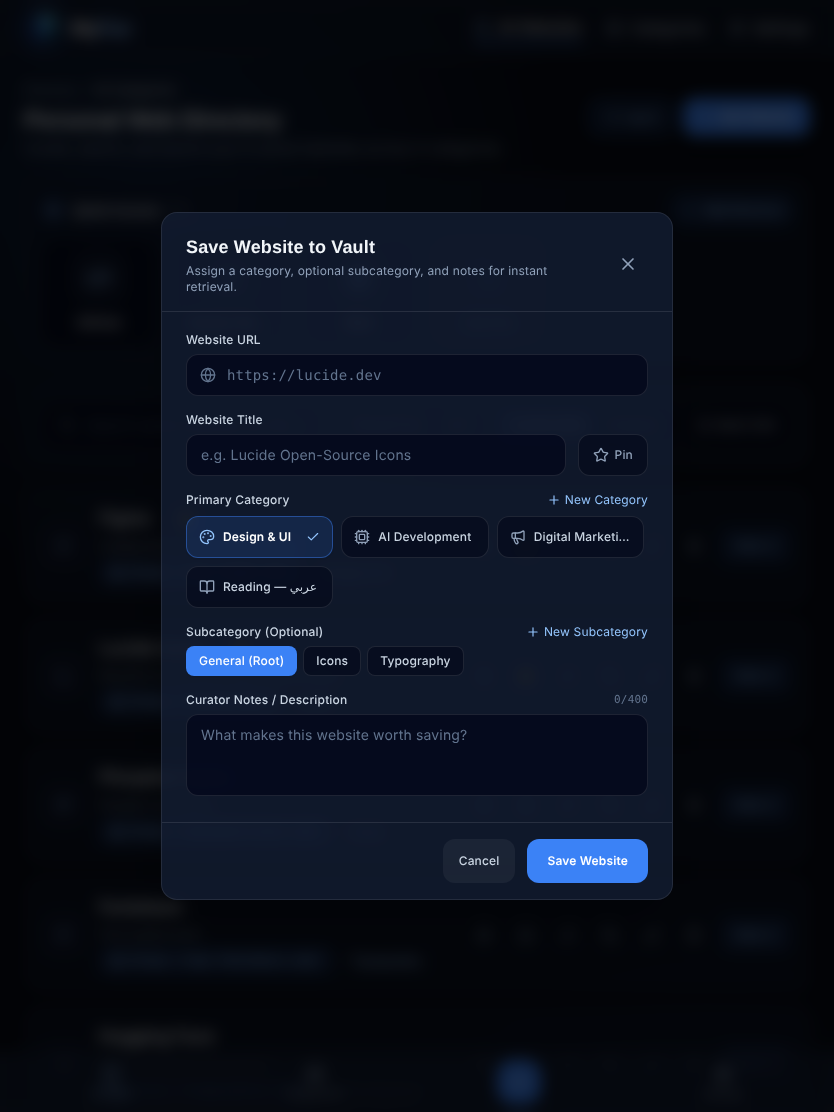 Save Website to Vault
Assign a category, optional subcategory, and notes for instant
retrieval.
Website URL
https://lucide.dev
Website Title
e.g. Lucide Open-Source Icons
Pin
Primary Category
New Category
Design & UI
AI Development
Digital Marketi...
Reading — عربي
Subcategory (Optional)
New Subcategory
General (Root)
Icons
Typography
Curator Notes / Description
0/400
What makes this website worth saving?
Cancel
Save Website